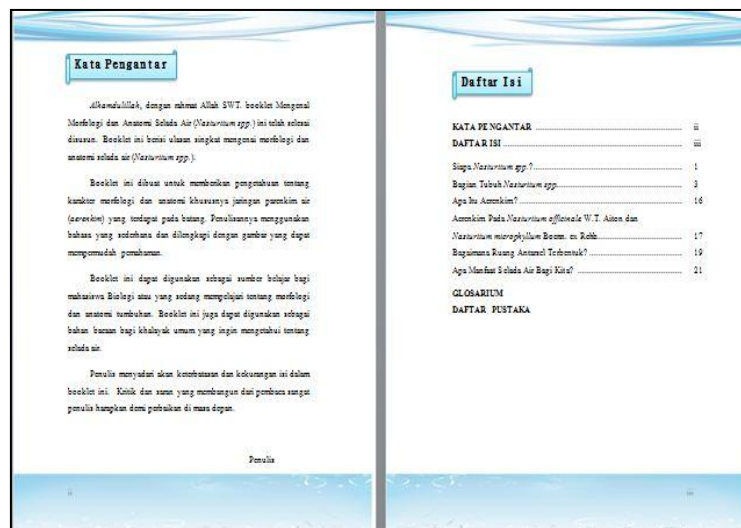 Kata Pengantar
Alhamdulillah, dengan rahmat Allah SWT. booklet Mengenal
Morfologi dan Anatomi Selada Air (Nasturtium spp.) ini telah selesai
disusun. Booklet ini berisi ulasan singkat mengenai morfologi dan
anatomi selada air (Nasturtium spp.).
Booklet ini dibuat untuk memberikan pengetahuan tentang
karakter morfologi dan anatomi khususnya jaringan parenkim air
(aerenkim) yang terdapat pada batang. Penulisannya menggunakan
bahasa yang sederhana dan dilengkapi dengan gambar yang dapat
mempermudah pemahaman.
Booklet ini dapat digunakan sebagai sumber belajar bagi
mahasiswa Biologi atau yang sedang mempelajari tentang morfologi
dan anatomi tumbuhan. Booklet ini juga dapat digunakan sebagai
bahan bacaan bagi khalayak umum yang ingin mengetahui tentang
selada air.
Penulis menyadari akan keterbatasan dan kekurangan isi dalam
booklet ini. Kritik dan saran yang membangun dari pembaca sangat
penulis harapkan demi perbaikan di masa depan.
Penulis
ii
Daftar Isi
KATA PENGANTAR ................ ii
DAFTAR ISI ................ iii
Siapa Nasturtium spp.? ................ 1
Bagian Tubuh Nasturtium spp. ................ 3
Apa Itu Aerenkim? ................ 16
Aerenkim Pada Nasturtium officinale W.T. Aiton dan
Nasturtium microphyllum Boenn. ex. Rchb. ................ 17
Bagaimana Ruang Antarsel Terbentuk? ................ 19
Apa Manfaat Selada Air Bagi Kita? ................ 21
GLOSARIUM
DAFTAR PUSTAKA
iii